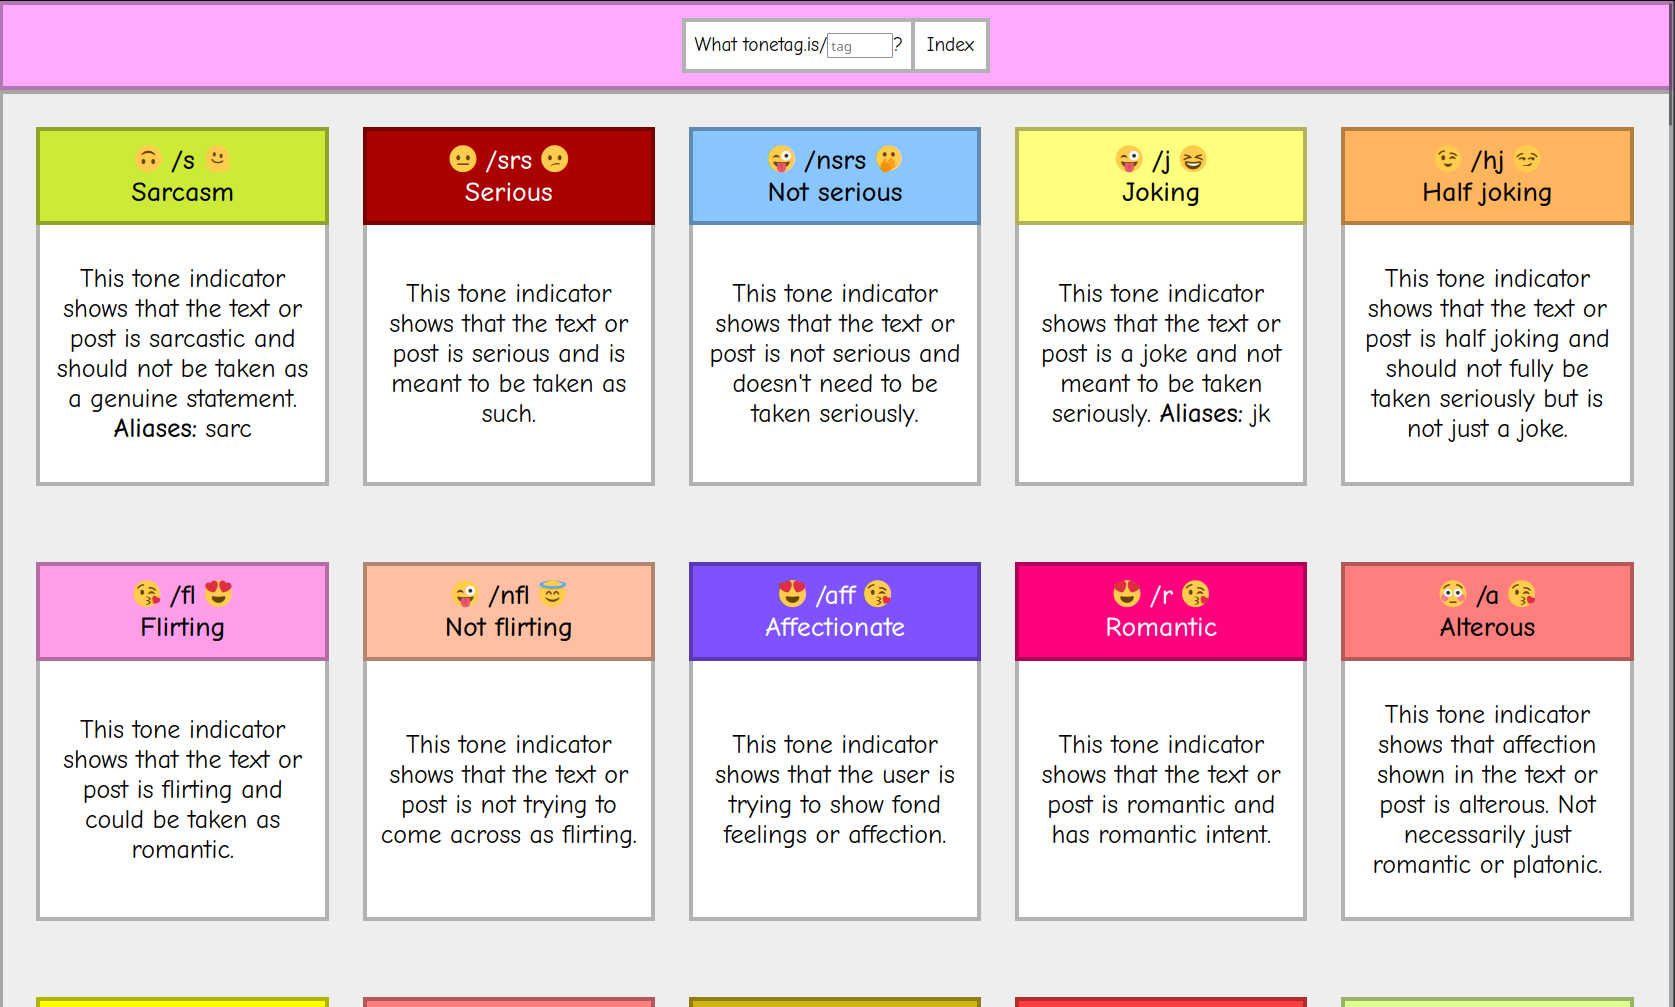 What tonetag.is/tag? Index
🙃 /s 🫠
Sarcasm
This tone indicator
shows that the text or
post is sarcastic and
should not be taken as
a genuine statement.
Aliases: sarc
😐 /srs 🫤
Serious
This tone indicator
shows that the text or
post is serious and is
meant to be taken as
such.
😜 /nsrs 🫢
Not serious
This tone indicator
shows that the text or
post is not serious and
doesn't need to be
taken seriously.
😜 /j 😆
Joking
This tone indicator
shows that the text or
post is a joke and not
meant to be taken
seriously. Aliases: jk
😉 /hj 😏
Half joking
This tone indicator
shows that the text or
post is half joking and
should not fully be
taken seriously but is
not just a joke.
😘 /fl 😍
Flirting
This tone indicator
shows that the text or
post is flirting and
could be taken as
romantic.
😜 /nfl 😇
Not flirting
This tone indicator
shows that the text or
post is not trying to
come across as flirting.
😍 /aff 😘
Affectionate
This tone indicator
shows that the user is
trying to show fond
feelings or affection.
😍 /r 😘
Romantic
This tone indicator
shows that the text or
post is romantic and
has romantic intent.
😳 /a 😘
Alterous
This tone indicator
shows that affection
shown in the text or
post is alterous. Not
necessarily just
romantic or platonic.